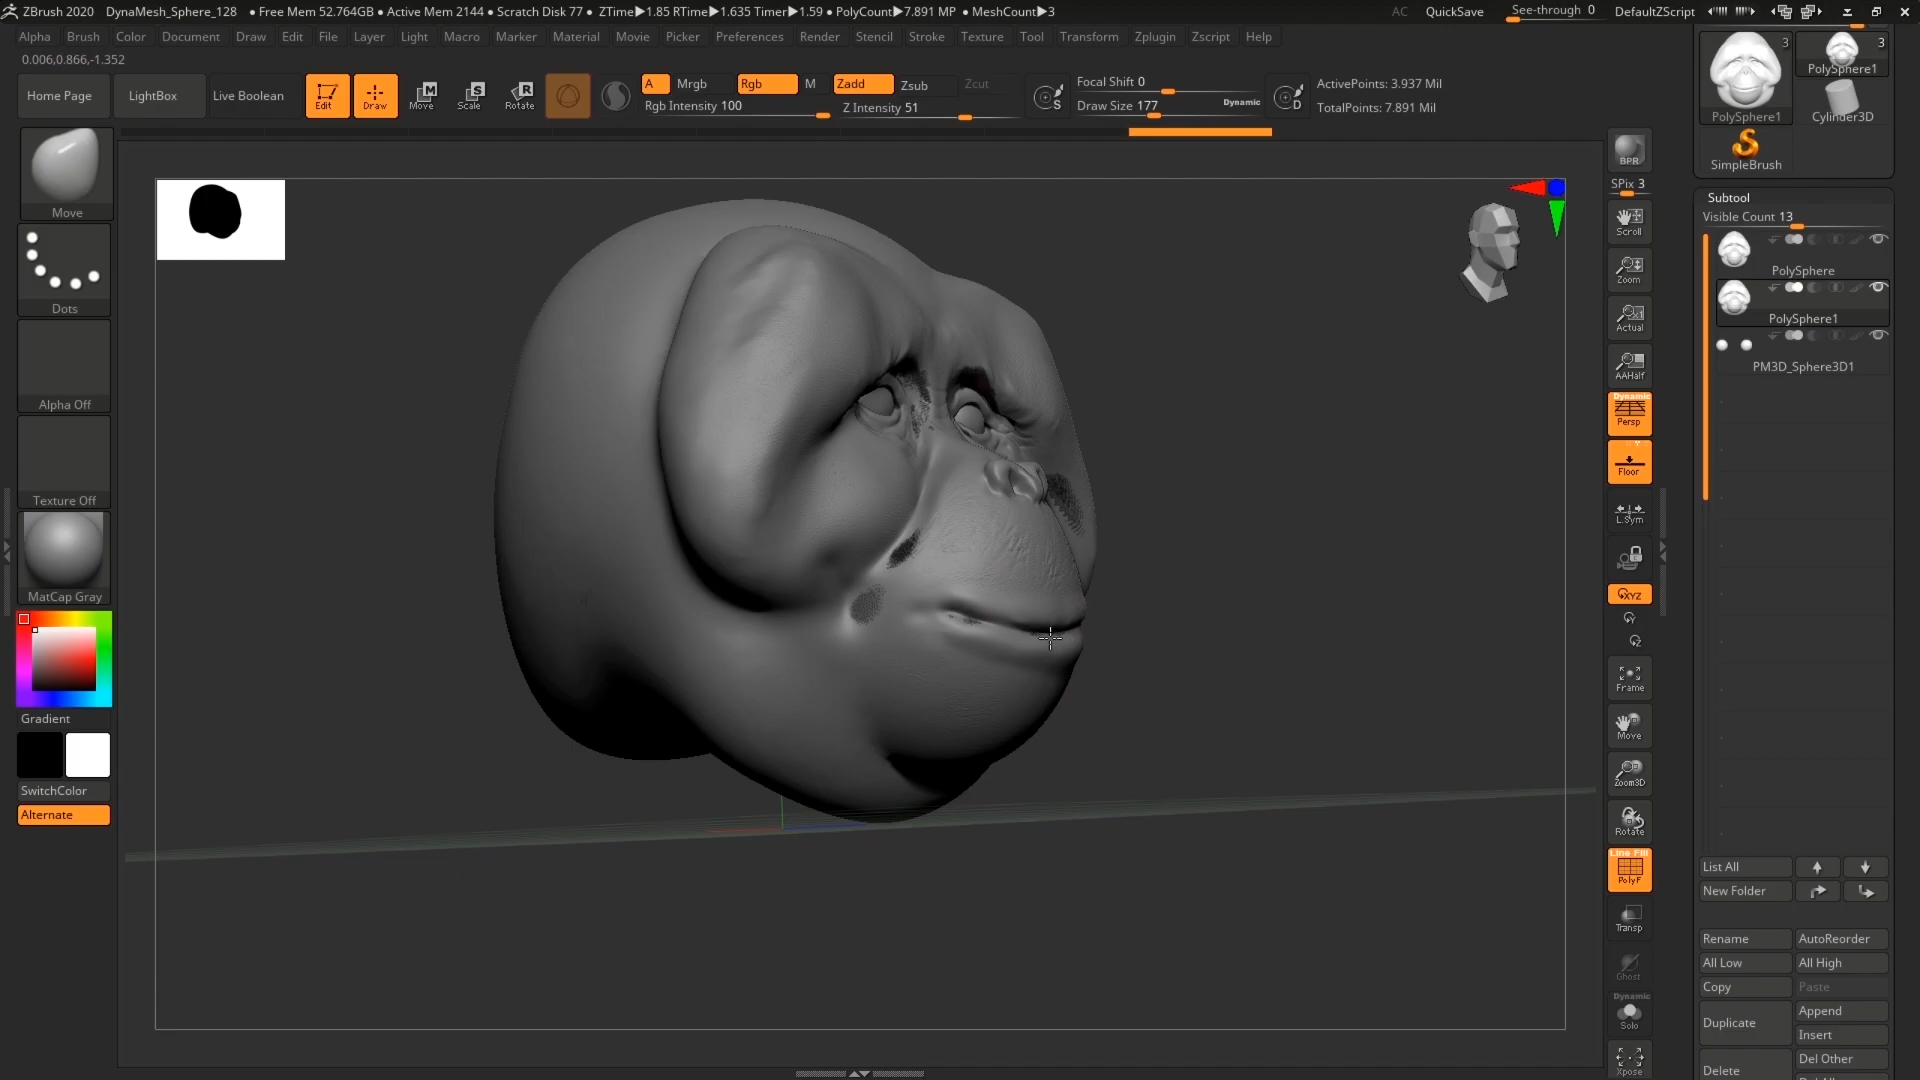 ZBrush 2020 DynaMesh_Sphere_128 • Free Mem 52.764GB • Active Mem 2144 • Scratch Disk 77 • ZTime▶1.85 RTime▶1.635 Timer▶1.59 • PolyCount▶7.891 MP • MeshCount▶3 AC QuickSave See-through 0 DefaultZScript
Alpha Brush Color Document Draw Edit File Layer Light Macro Marker Material Movie Picker Preferences Render Stencil Stroke Texture Tool Transform Zplugin Zscript Help
0.006,0.866,-1.352
Home Page LightBox Live Boolean Edit Draw Move Scale Rotate
M S R
A Mrgb Rgb M Zadd Zsub Zcut
Rgb Intensity 100 Z Intensity 51
S Focal Shift 0
Draw Size 177 Dynamic D
ActivePoints: 3.937 Mil
TotalPoints: 7.891 Mil
Move
Dots
Alpha Off
Texture Off
MatCap Gray
Gradient
SwitchColor
Alternate
BPR
SPix 3
Scroll
Zoom
Actual
AAHalf
Dynamic
Persp
Floor
L.Sym
XYZ
Y
Z
Frame
Move
Zoom3D
Rotate
Line Fill
PolyF
Transp
Ghost
Dynamic
Solo
Xpose
3 3
PolySphere1
PolySphere1 Cylinder3D
SimpleBrush
Subtool
Visible Count 13
PolySphere
PolySphere1
PM3D_Sphere3D1
List All
New Folder
Rename AutoReorder
All Low All High
Copy Paste
Duplicate Append
Insert
Delete Del Other